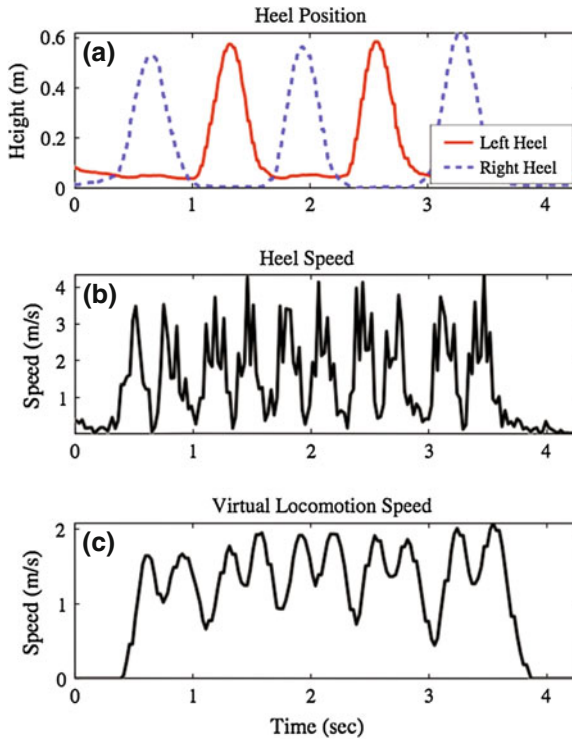 Heel Position
(a)
Height (m)
0.6
0.4
0.2
0
Left Heel
Right Heel
0 1 2 3 4
Heel Speed
(b)
Speed (m/s)
4
3
2
1
0 1 2 3 4
Virtual Locomotion Speed
(c)
Speed (m/s)
2
1
0
0 1 2 3 4
Time (sec)